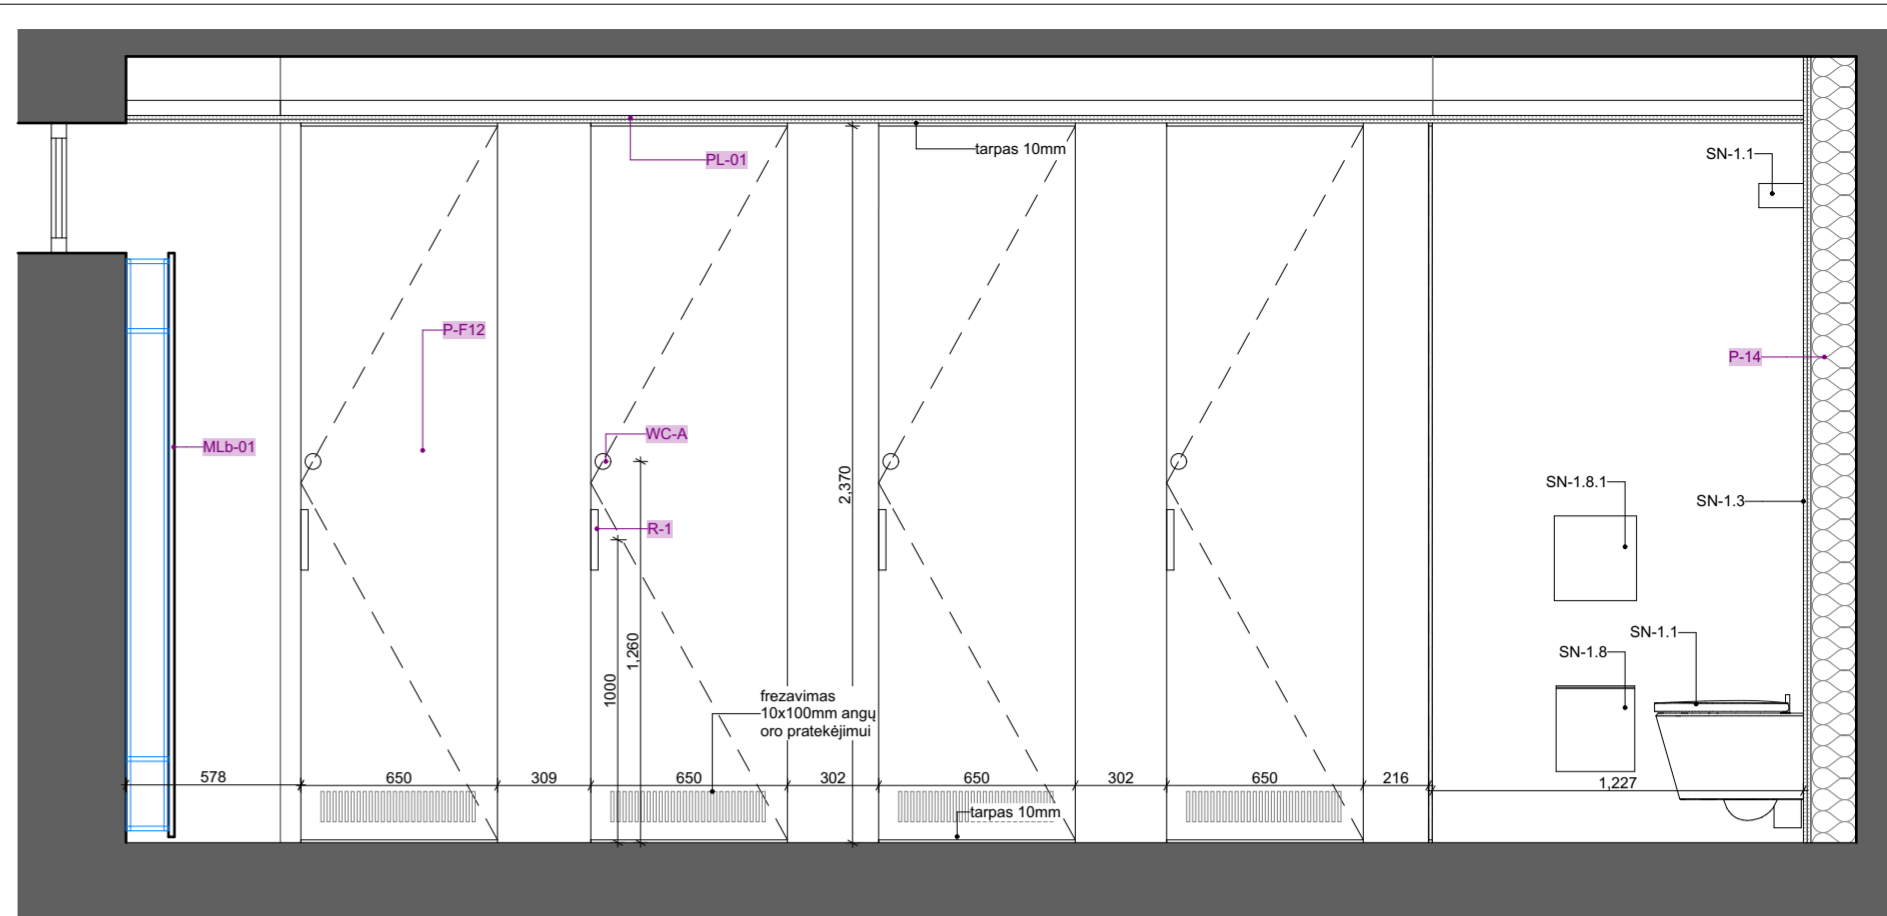 PL-01
tarpas 10mm
SN-1.1
P-F12
P-14
MLb-01
WC-A
2,370
SN-1.8.1
SN-1.3
R-1
1,260
1000
SN-1.1
SN-1.8
frezavimas
10x100mm angų
oro pratekėjimui
578
650
309
650
302
650
302
650
216
1,227
tarpas 10mm